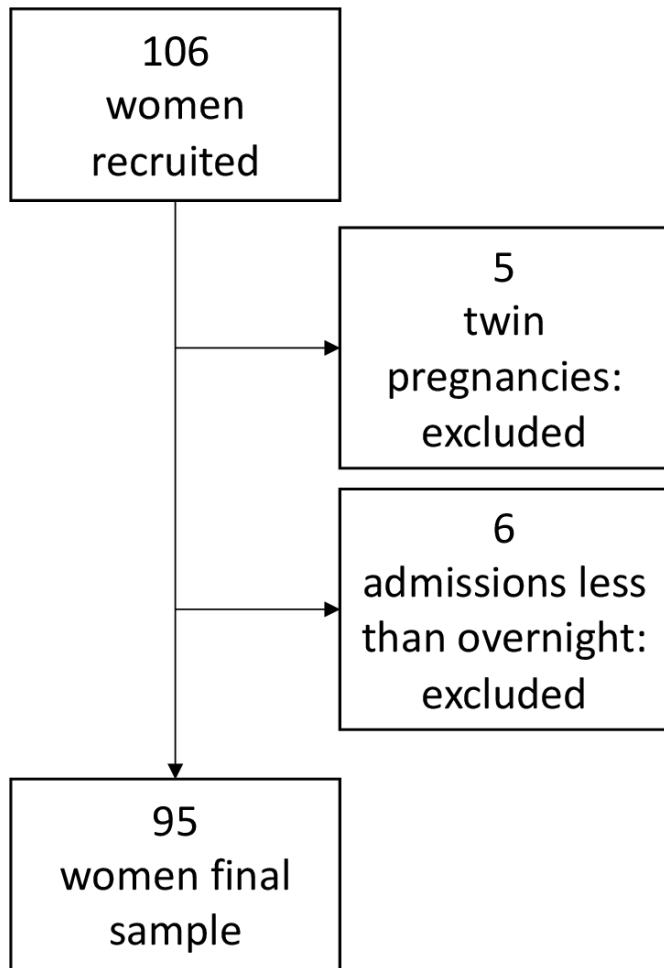 106
women
recruited
5
twin
pregnancies:
excluded
6
admissions less
than overnight:
excluded
95
women final
sample